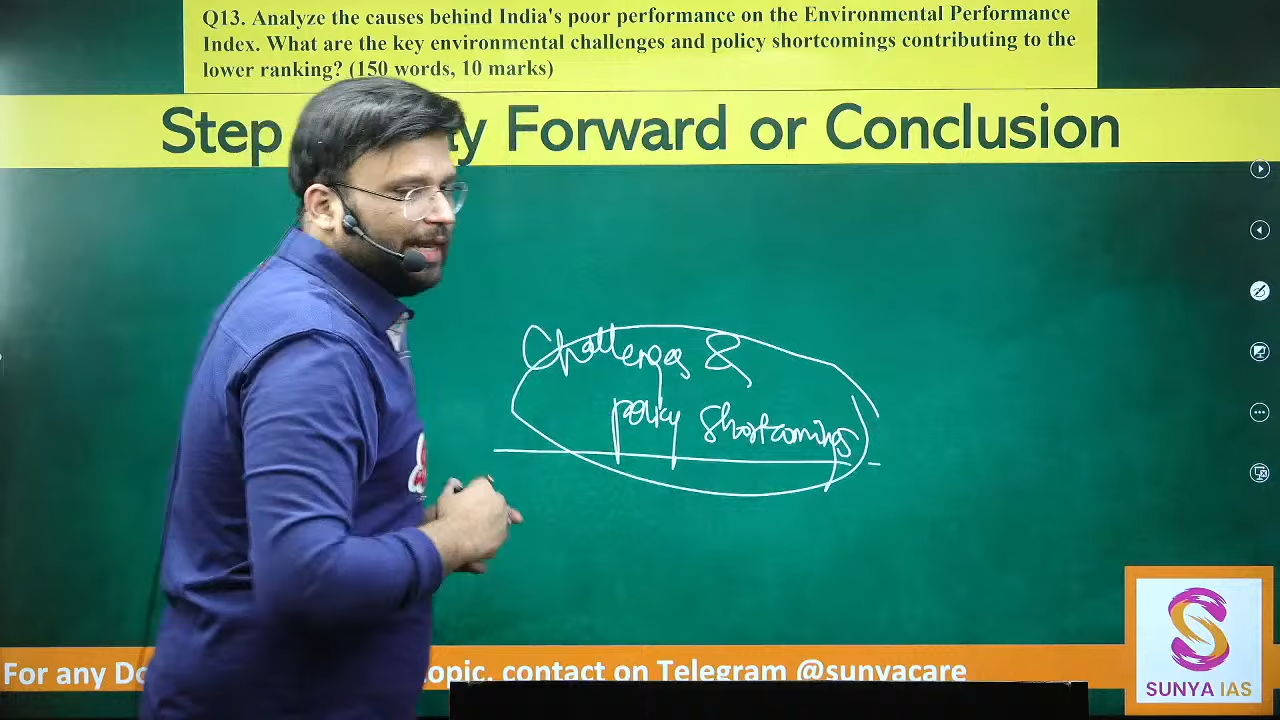 Q13. Analyze the causes behind India's poor performance on the Environmental Performance
Index. What are the key environmental challenges and policy shortcomings contributing to the
lower ranking? (150 words, 10 marks)
Step Forward or Conclusion
Challenges &
policy shortcomings
For any contact on Telegram @sunyacare
SUNYA IAS